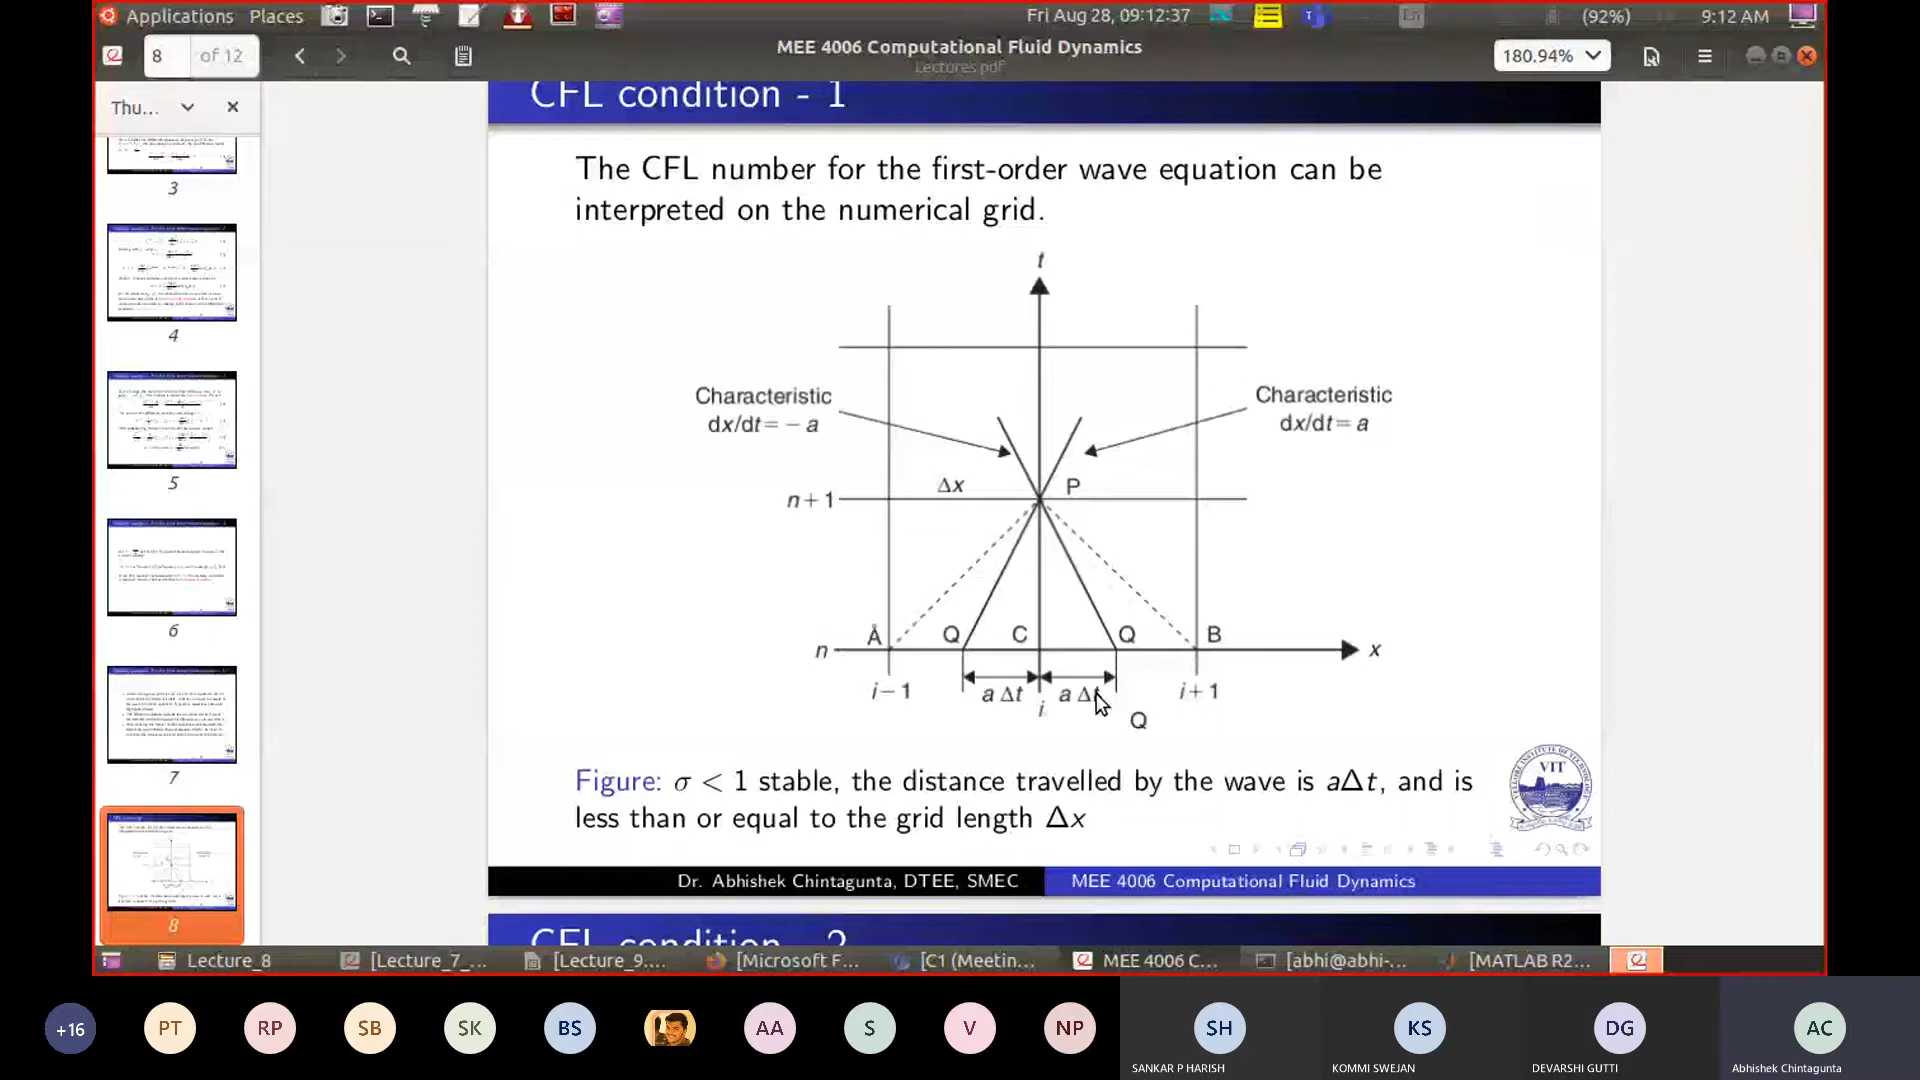 Applications Places Fri Aug 28, 09:12:37 En (92%) 9:12 AM
8 of 12 MEE 4006 Computational Fluid Dynamics 180.94%
Lectures.pdf
Thu...
3
4
5
6
7
8
CFL condition - 1
The CFL number for the first-order wave equation can be
interpreted on the numerical grid.
t
Characteristic
dx/dt = − a
Characteristic
dx/dt = a
Δx P
n + 1
A Q C Q B
n x
i − 1 a Δt i a Δt i + 1
Q
Figure: σ < 1 stable, the distance travelled by the wave is aΔt, and is
less than or equal to the grid length Δx
VIT
Dr. Abhishek Chintagunta, DTEE, SMEC MEE 4006 Computational Fluid Dynamics
CFL condition - 2
Lecture_8 [Lecture_7_... [Lecture_9.... [Microsoft F... [C1 (Meetin... MEE 4006 C... [abhi@abhi-... [MATLAB R2...
+16 PT RP SB SK BS AA S V NP SH KS DG AC
SANKAR P HARISH KOMMI SWEJAN DEVARSHI GUTTI Abhishek Chintagunta